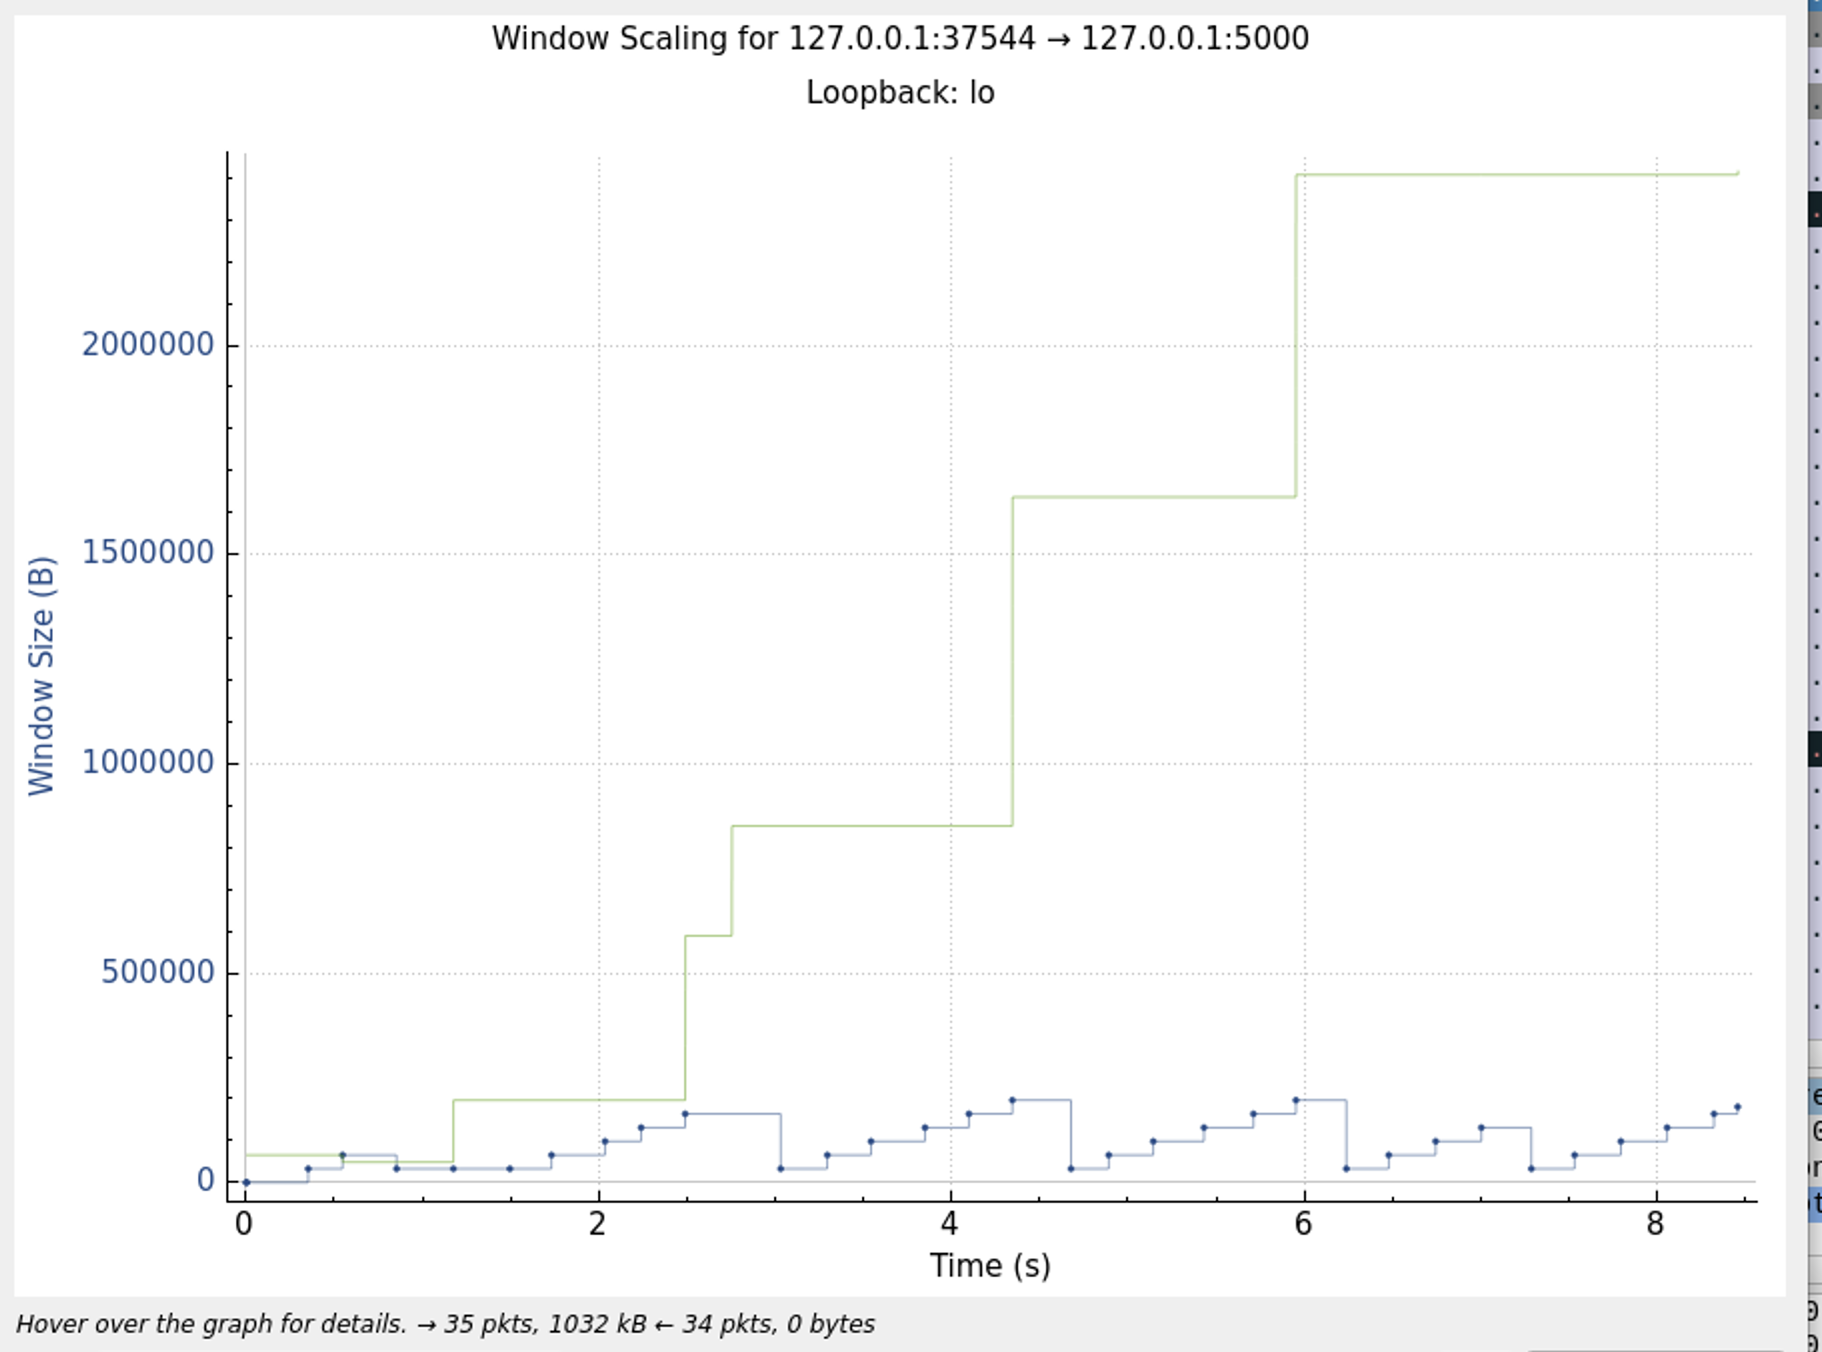 Window Scaling for 127.0.0.1:37544 → 127.0.0.1:5000
Loopback: lo
Window Size (B)
2000000
1500000
1000000
500000
0
0 2 4 6 8
Time (s)
Hover over the graph for details. → 35 pkts, 1032 kB ← 34 pkts, 0 bytes